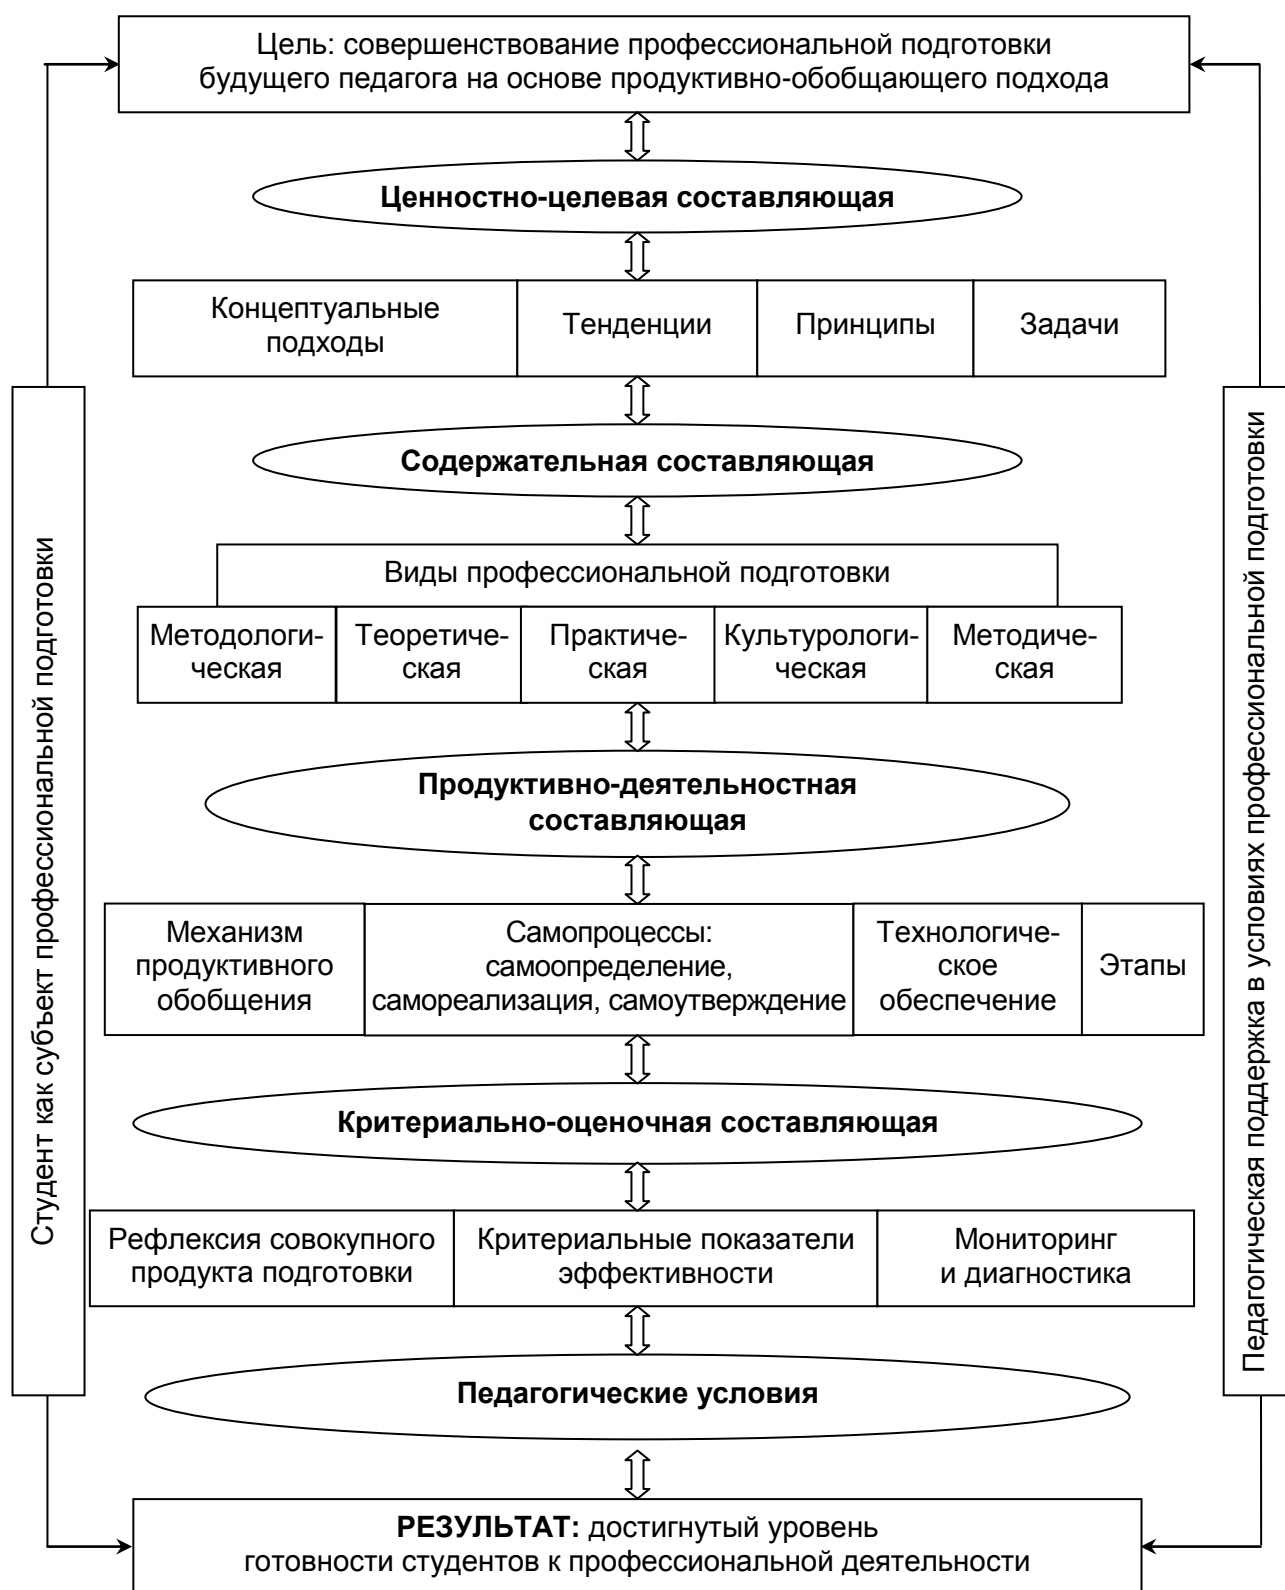 Цель: совершенствование профессиональной подготовки
будущего педагога на основе продуктивно-обобщающего подхода
Ценностно-целевая составляющая
Концептуальные
подходы
Тенденции
Принципы
Задачи
Содержательная составляющая
Виды профессиональной подготовки
Методологи-
ческая
Теоретиче-
ская
Практиче-
ская
Культурологи-
ческая
Методиче-
ская
Продуктивно-деятельностная
составляющая
Механизм
продуктивного
обобщения
Самопроцессы:
самоопределение,
самореализация, самоутверждение
Технологиче-
ское
обеспечение
Этапы
Критериально-оценочная составляющая
Рефлексия совокупного
продукта подготовки
Критериальные показатели
эффективности
Мониторинг
и диагностика
Педагогические условия
РЕЗУЛЬТАТ: достигнутый уровень
готовности студентов к профессиональной деятельности
Студент как субъект профессиональной подготовки
Педагогическая поддержка в условиях профессиональной подготовки